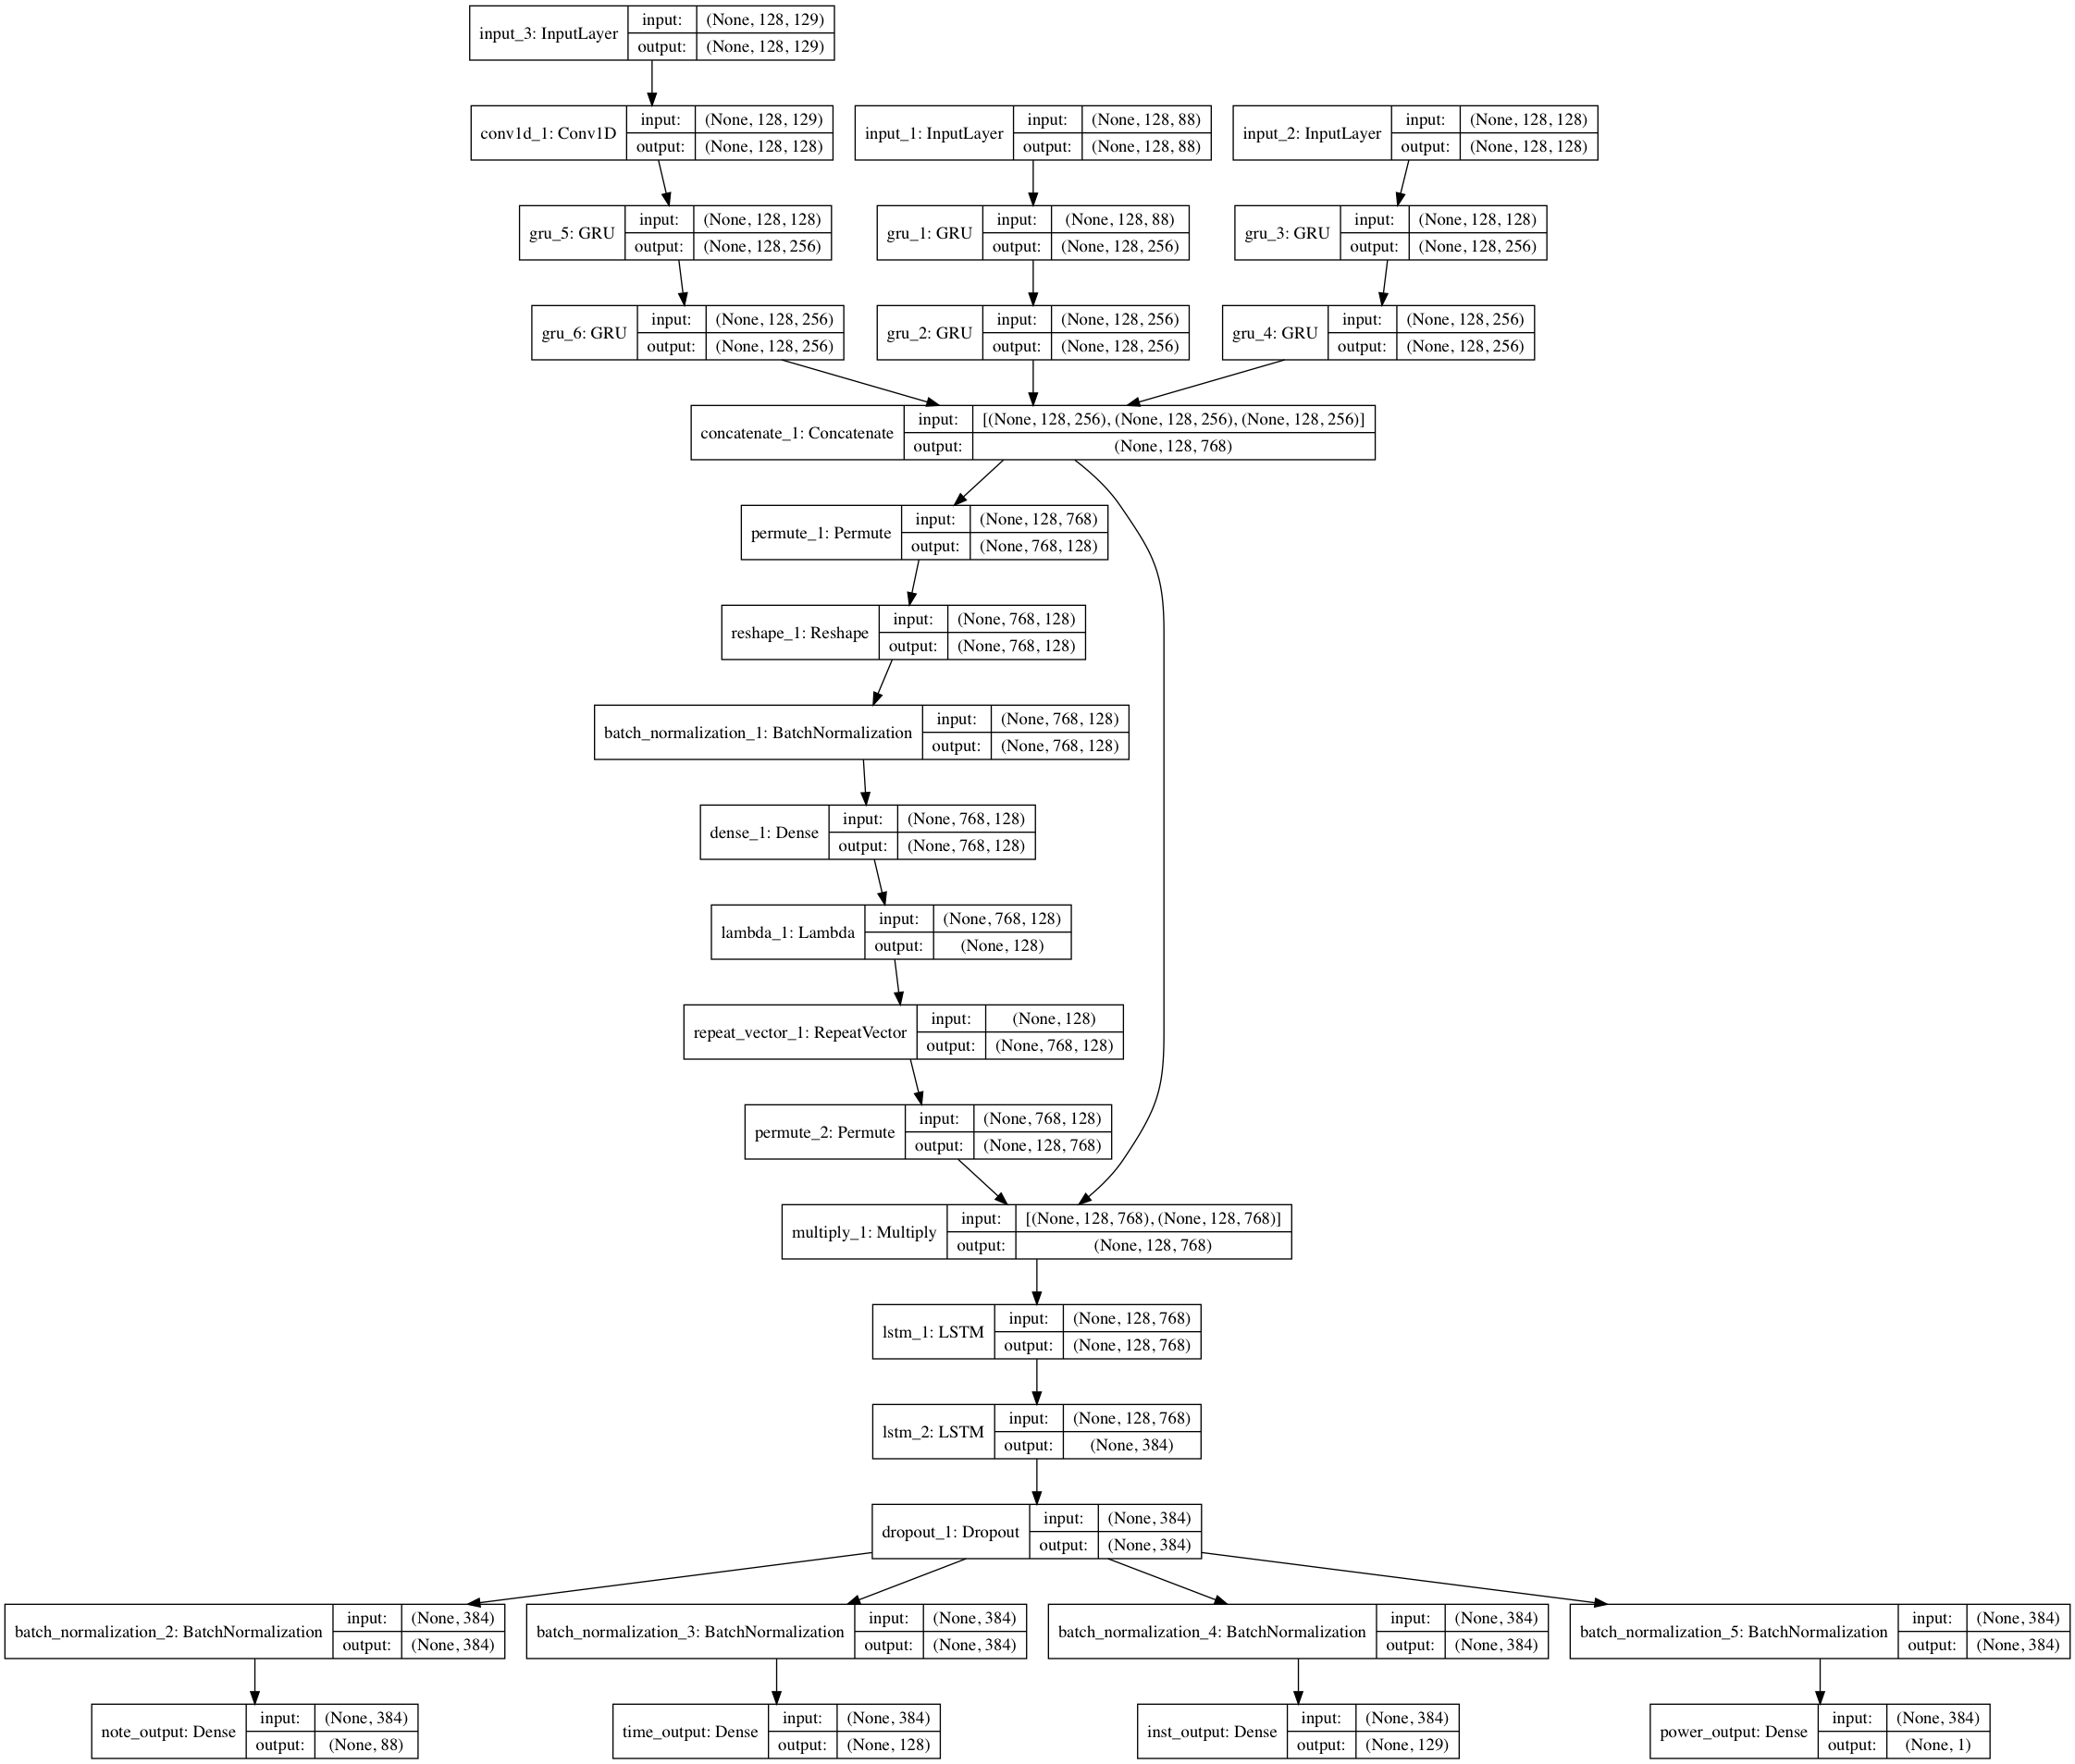 input_3: InputLayer input: (None, 128, 129)
output: (None, 128, 129)
conv1d_1: Conv1D input: (None, 128, 129)
output: (None, 128, 128)
input_1: InputLayer input: (None, 128, 88)
output: (None, 128, 88)
input_2: InputLayer input: (None, 128, 128)
output: (None, 128, 128)
gru_5: GRU input: (None, 128, 128)
output: (None, 128, 256)
gru_1: GRU input: (None, 128, 88)
output: (None, 128, 256)
gru_3: GRU input: (None, 128, 128)
output: (None, 128, 256)
gru_6: GRU input: (None, 128, 256)
output: (None, 128, 256)
gru_2: GRU input: (None, 128, 256)
output: (None, 128, 256)
gru_4: GRU input: (None, 128, 256)
output: (None, 128, 256)
concatenate_1: Concatenate input: [(None, 128, 256), (None, 128, 256), (None, 128, 256)]
output: (None, 128, 768)
permute_1: Permute input: (None, 128, 768)
output: (None, 768, 128)
reshape_1: Reshape input: (None, 768, 128)
output: (None, 768, 128)
batch_normalization_1: BatchNormalization input: (None, 768, 128)
output: (None, 768, 128)
dense_1: Dense input: (None, 768, 128)
output: (None, 768, 128)
lambda_1: Lambda input: (None, 768, 128)
output: (None, 128)
repeat_vector_1: RepeatVector input: (None, 128)
output: (None, 768, 128)
permute_2: Permute input: (None, 768, 128)
output: (None, 128, 768)
multiply_1: Multiply input: [(None, 128, 768), (None, 128, 768)]
output: (None, 128, 768)
lstm_1: LSTM input: (None, 128, 768)
output: (None, 128, 768)
lstm_2: LSTM input: (None, 128, 768)
output: (None, 384)
dropout_1: Dropout input: (None, 384)
output: (None, 384)
batch_normalization_2: BatchNormalization input: (None, 384)
output: (None, 384)
batch_normalization_3: BatchNormalization input: (None, 384)
output: (None, 384)
batch_normalization_4: BatchNormalization input: (None, 384)
output: (None, 384)
batch_normalization_5: BatchNormalization input: (None, 384)
output: (None, 384)
note_output: Dense input: (None, 384)
output: (None, 88)
time_output: Dense input: (None, 384)
output: (None, 128)
inst_output: Dense input: (None, 384)
output: (None, 129)
power_output: Dense input: (None, 384)
output: (None, 1)